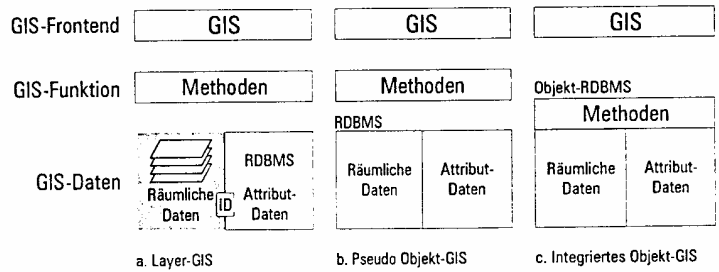 GIS-Frontend GIS GIS GIS
GIS-Funktion Methoden Methoden
Objekt-RDBMS
Methoden
RDBMS
GIS-Daten
RDBMS
Räumliche Daten
ID
Attribut-Daten
Räumliche Daten
Attribut-Daten
Räumliche Daten
Attribut-Daten
a. Layer-GIS b. Pseudo Objekt-GIS c. Integriertes Objekt-GIS